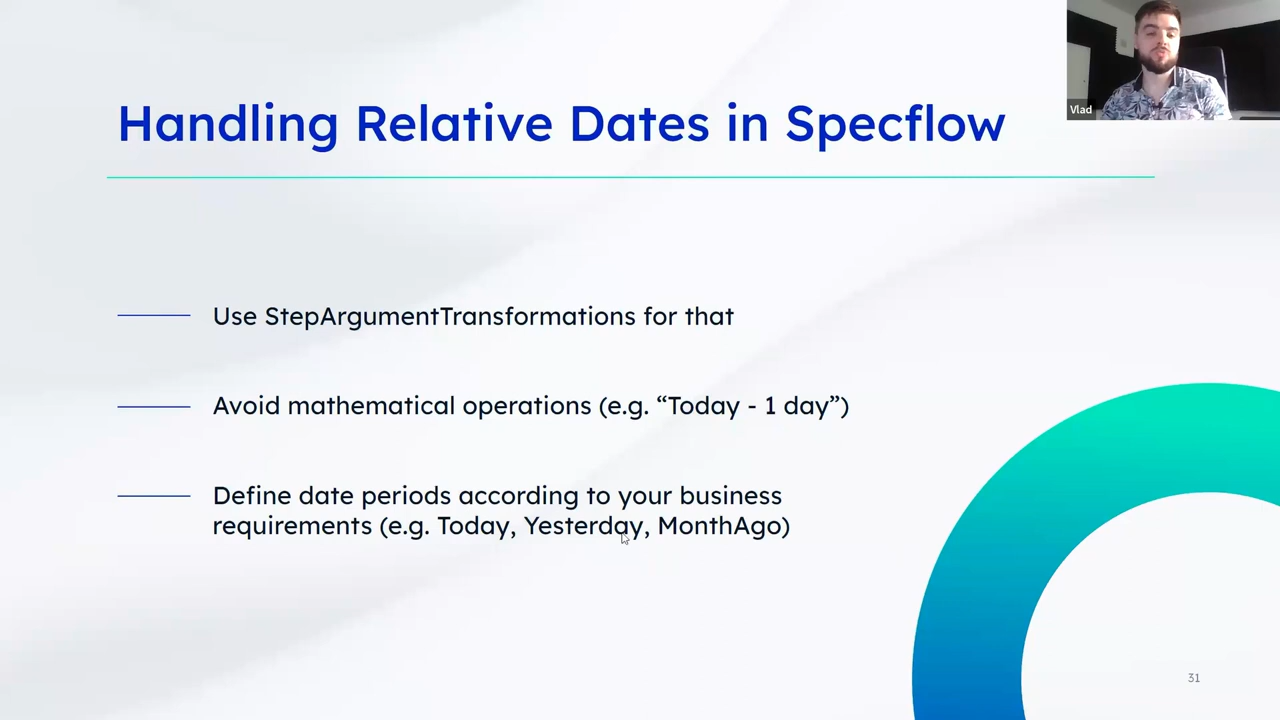 Vlad
Handling Relative Dates in Specflow
Use StepArgumentTransformations for that
Avoid mathematical operations (e.g. “Today - 1 day”)
Define date periods according to your business
requirements (e.g. Today, Yesterday, MonthAgo)
31